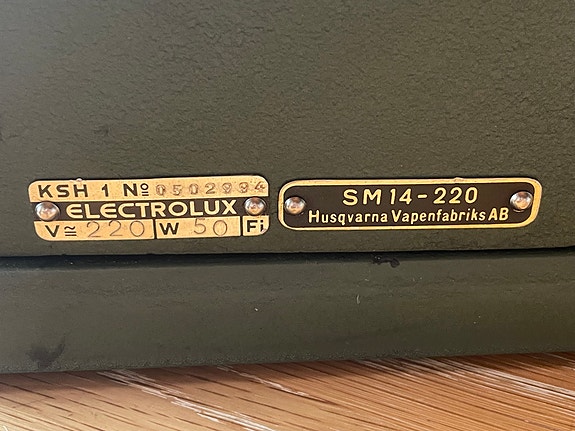 KSH 1 Nº 0502994
ELECTROLUX
V≂ 220 W 50 Fi
SM 14-220
Husqvarna Vapenfabriks AB